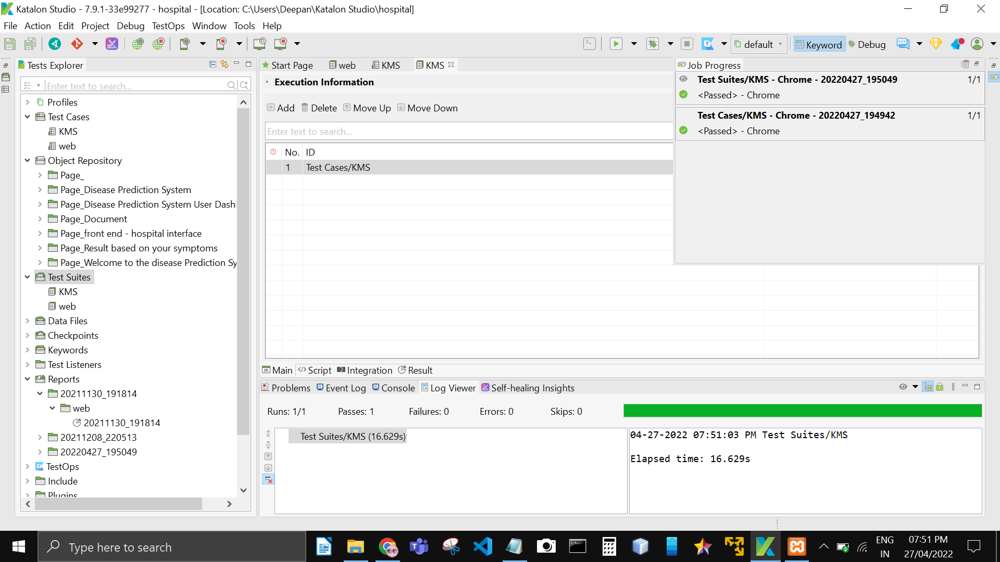 Katalon Studio - 7.9.1-33e99277 - hospital - [Location: C:\Users\Deepan\Katalon Studio\hospital]
File Action Edit Project Debug TestOps Window Tools Help
default Keyword Debug
Tests Explorer
Enter text to search...
Profiles
Test Cases
KMS
web
Object Repository
Page_
Page_Disease Prediction System
Page_Disease Prediction System User Dash
Page_Document
Page_front end - hospital interface
Page_Result based on your symptoms
Page_Welcome to the disease Prediction Sy
Test Suites
KMS
web
Data Files
Checkpoints
Keywords
Test Listeners
Reports
20211130_191814
web
20211130_191814
20211208_220513
20220427_195049
TestOps
Include
Plugins
Start Page web KMS KMS
Execution Information
Add Delete Move Up Move Down
Enter text to search...
No. ID
1 Test Cases/KMS
Job Progress
Test Suites/KMS - Chrome - 20220427_195049 1/1
<Passed> - Chrome
Test Cases/KMS - Chrome - 20220427_194942 1/1
<Passed> - Chrome
Main Script Integration Result
Problems Event Log Console Log Viewer Self-healing Insights
Runs: 1/1 Passes: 1 Failures: 0 Errors: 0 Skips: 0
Test Suites/KMS (16.629s)
04-27-2022 07:51:03 PM Test Suites/KMS
Elapsed time: 16.629s
Type here to search
ENG
IN
07:51 PM
27/04/2022